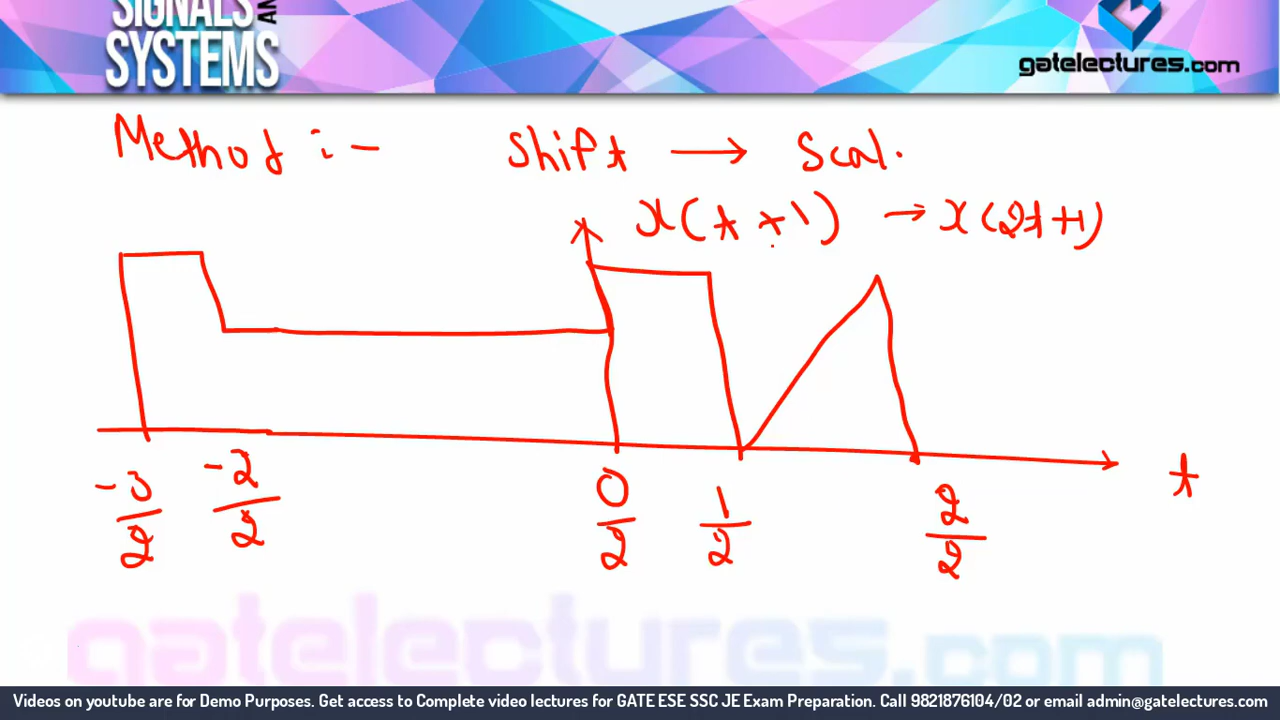 SIGNALS AND
SYSTEMS
gatelectures.com
Method :- Shift → Scal.
x(t+1) → x(2t+1)
-3/2 -2/2 0/2 1/2 2/2 t
gatelectures.com
Videos on youtube are for Demo Purposes. Get access to Complete video lectures for GATE ESE SSC JE Exam Preparation. Call 9821876104/02 or email admin@gatelectures.com